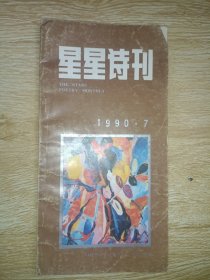 星星诗刊
THE STARS
POETRY MONTHLY
1990·7